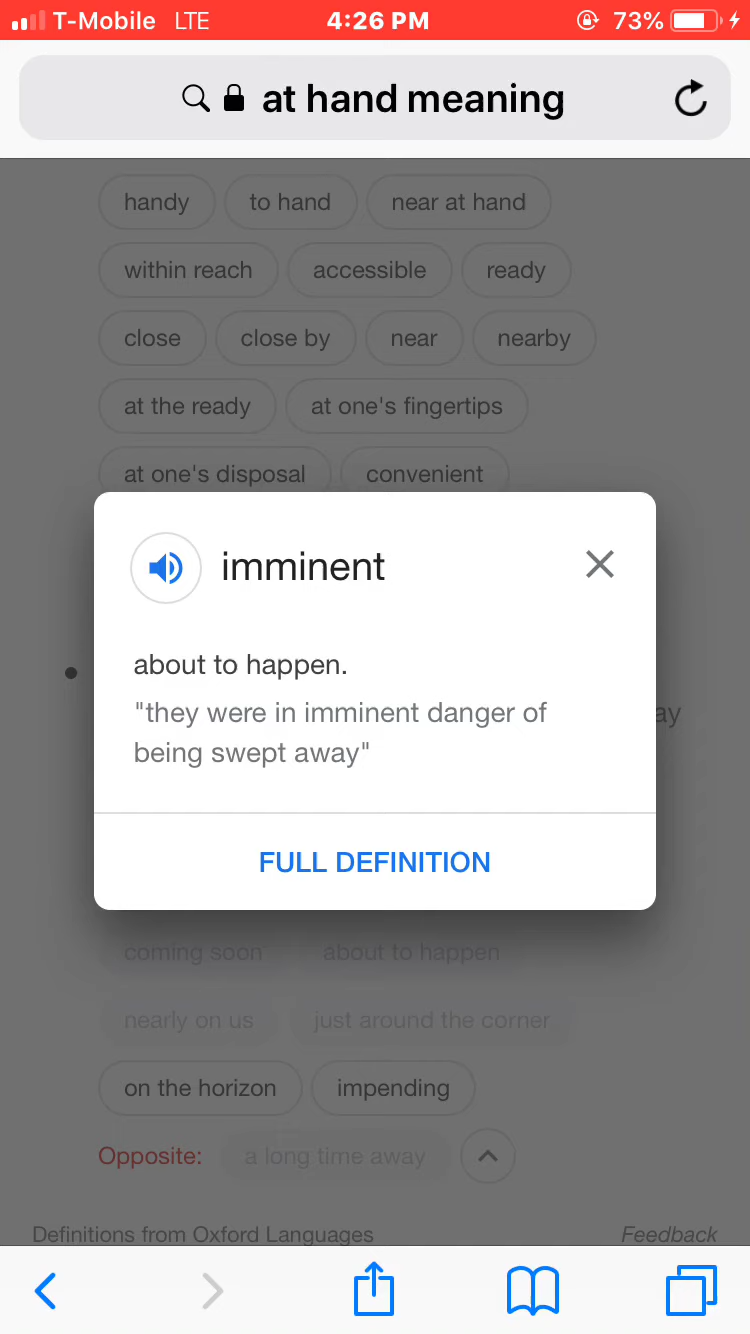 T-Mobile LTE 4:26 PM 73%
at hand meaning
handy to hand near at hand
within reach accessible ready
close close by near nearby
at the ready at one's fingertips
at one's disposal convenient
imminent
about to happen.
"they were in imminent danger of
ay
being swept away"
FULL DEFINITION
coming soon about to happen
nearly on us just around the corner
on the horizon impending
Opposite: a long time away
Definitions from Oxford Languages Feedback